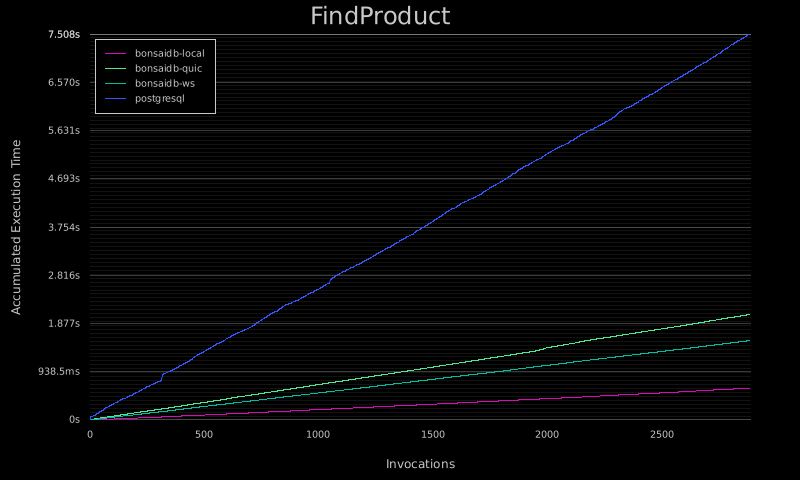 FindProduct
7.508s
6.570s
5.631s
4.693s
3.754s
2.816s
1.877s
938.5ms
0s
Accumulated Execution Time
bonsaidb-local
bonsaidb-quic
bonsaidb-ws
postgresql
0 500 1000 1500 2000 2500
Invocations